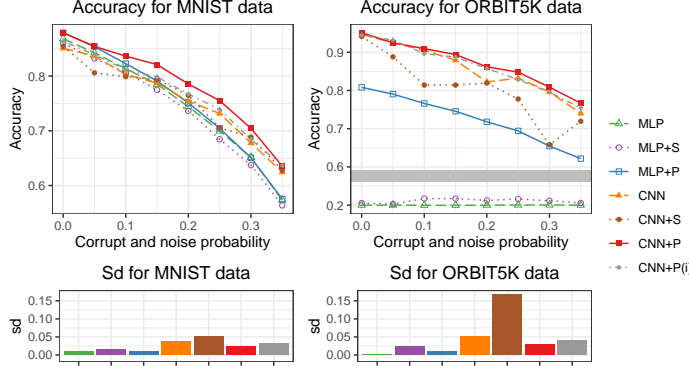 Accuracy for MNIST data
Accuracy
0.8
0.7
0.6
0.0 0.1 0.2 0.3
Corrupt and noise probability
Accuracy for ORBIT5K data
Accuracy
0.9
0.8
0.7
0.6
0.2
0.0 0.1 0.2 0.3
Corrupt and noise probability
MLP
MLP+S
MLP+P
CNN
CNN+S
CNN+P
CNN+P(i)
Sd for MNIST data
sd
0.15
0.10
0.05
0.00
Sd for ORBIT5K data
sd
0.15
0.10
0.05
0.00